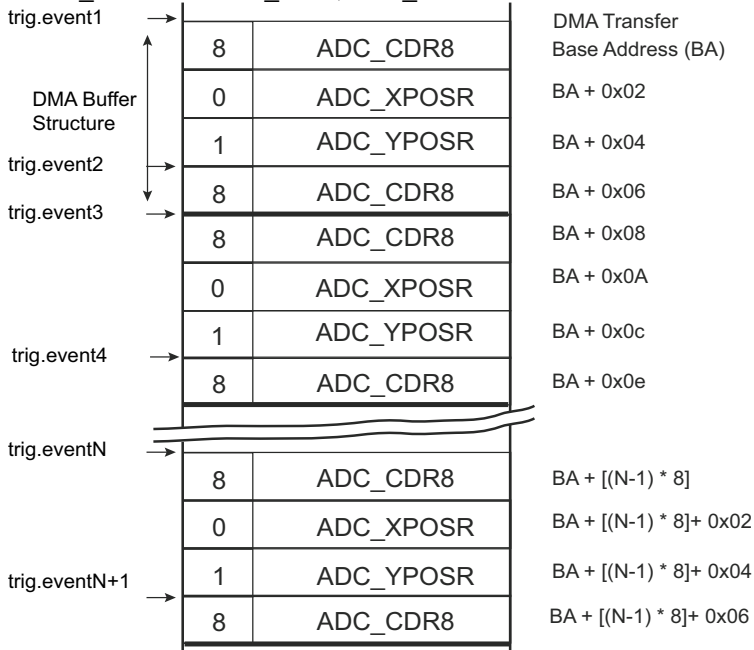 trig.event1
DMA Transfer
8 ADC_CDR8 Base Address (BA)
0 ADC_XPOSR BA + 0x02
DMA Buffer
Structure
1 ADC_YPOSR BA + 0x04
trig.event2
8 ADC_CDR8 BA + 0x06
trig.event3
8 ADC_CDR8 BA + 0x08
0 ADC_XPOSR BA + 0x0A
1 ADC_YPOSR BA + 0x0c
trig.event4
8 ADC_CDR8 BA + 0x0e
trig.eventN
8 ADC_CDR8 BA + [(N-1) * 8]
0 ADC_XPOSR BA + [(N-1) * 8]+ 0x02
1 ADC_YPOSR BA + [(N-1) * 8]+ 0x04
trig.eventN+1
8 ADC_CDR8 BA + [(N-1) * 8]+ 0x06